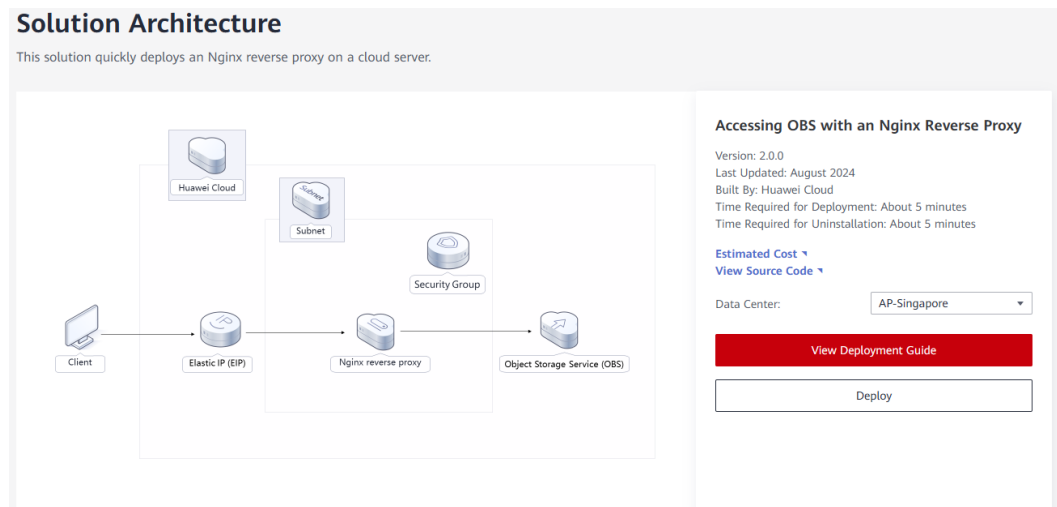 Solution Architecture
This solution quickly deploys an Nginx reverse proxy on a cloud server.
Huawei Cloud
Subnet
Subnet
Security Group
Client
IP
Elastic IP (EIP)
Nginx reverse proxy
Object Storage Service (OBS)
Accessing OBS with an Nginx Reverse Proxy
Version: 2.0.0
Last Updated: August 2024
Built By: Huawei Cloud
Time Required for Deployment: About 5 minutes
Time Required for Uninstallation: About 5 minutes
Estimated Cost
View Source Code
Data Center:
AP-Singapore
View Deployment Guide
Deploy